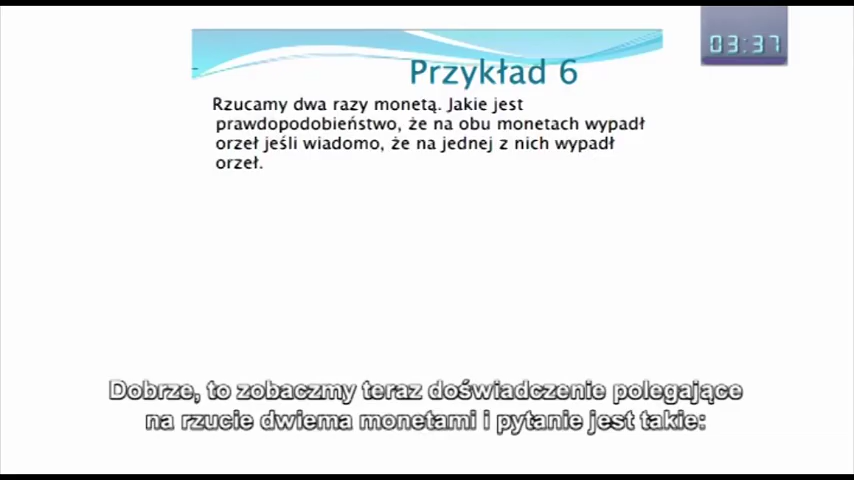 03:37
Przykład 6
Rzucamy dwa razy monetą. Jakie jest
prawdopodobieństwo, że na obu monetach wypadł
orzeł jeśli wiadomo, że na jednej z nich wypadł
orzeł.
Dobrze, to zobaczmy teraz doświadczenie polegające
na rzucie dwiema monetami i pytanie jest takie: